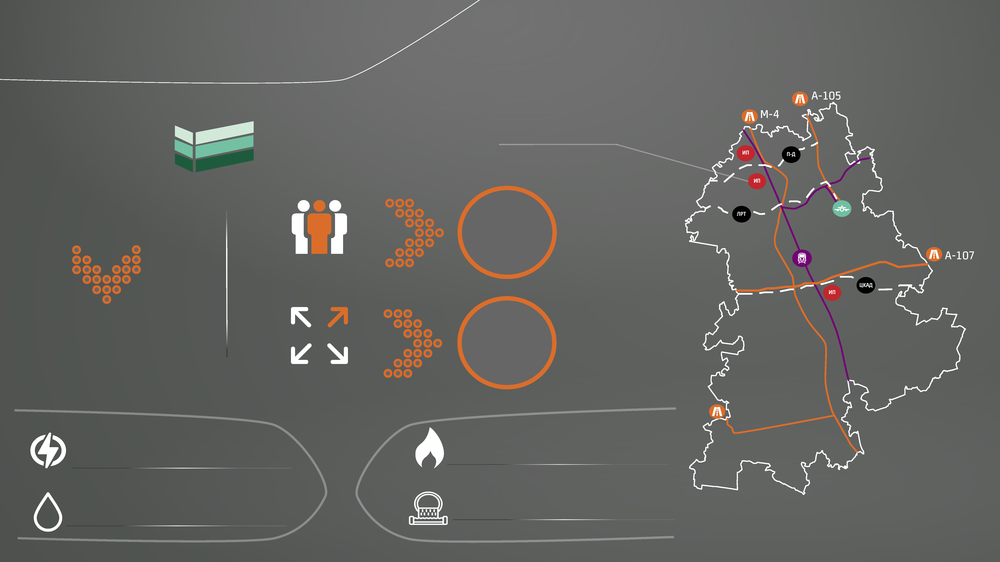 А-105
М-4
ИП
П-Д
ИП
ЛРТ
А-107
ЦКАД
ИП